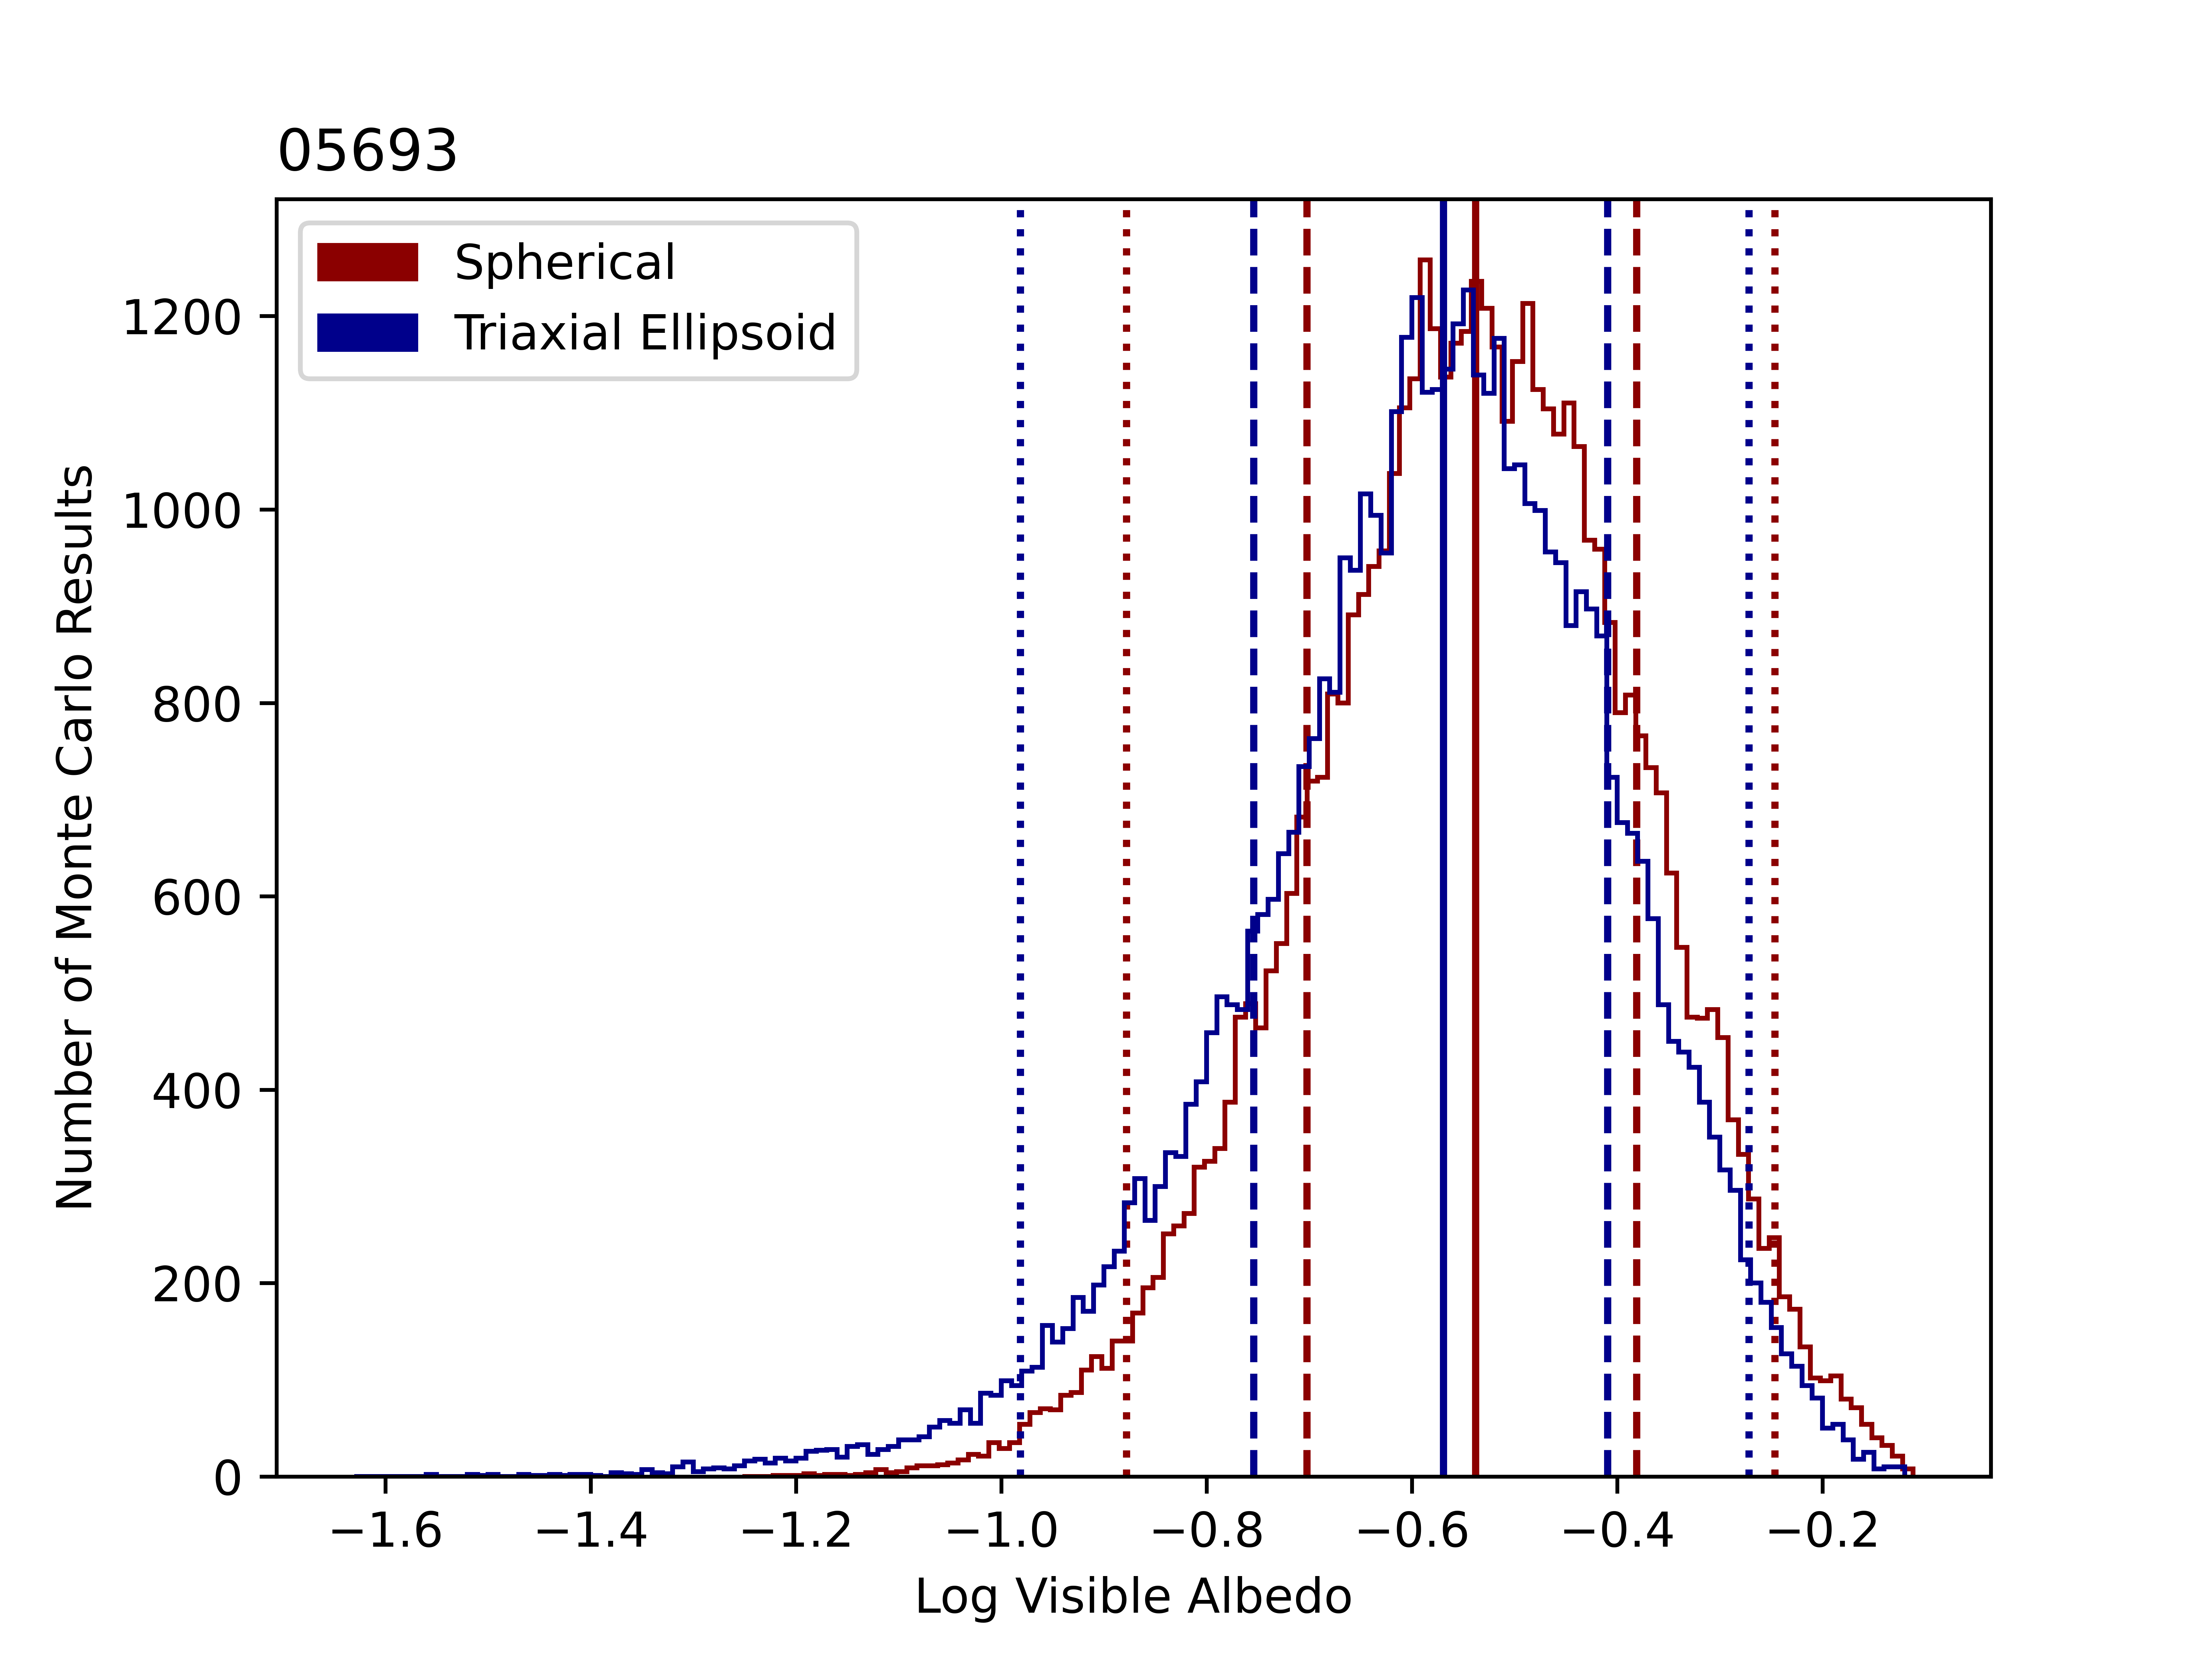 05693
Spherical
Triaxial Ellipsoid
Number of Monte Carlo Results
1200
1000
800
600
400
200
0
−1.6 −1.4 −1.2 −1.0 −0.8 −0.6 −0.4 −0.2
Log Visible Albedo